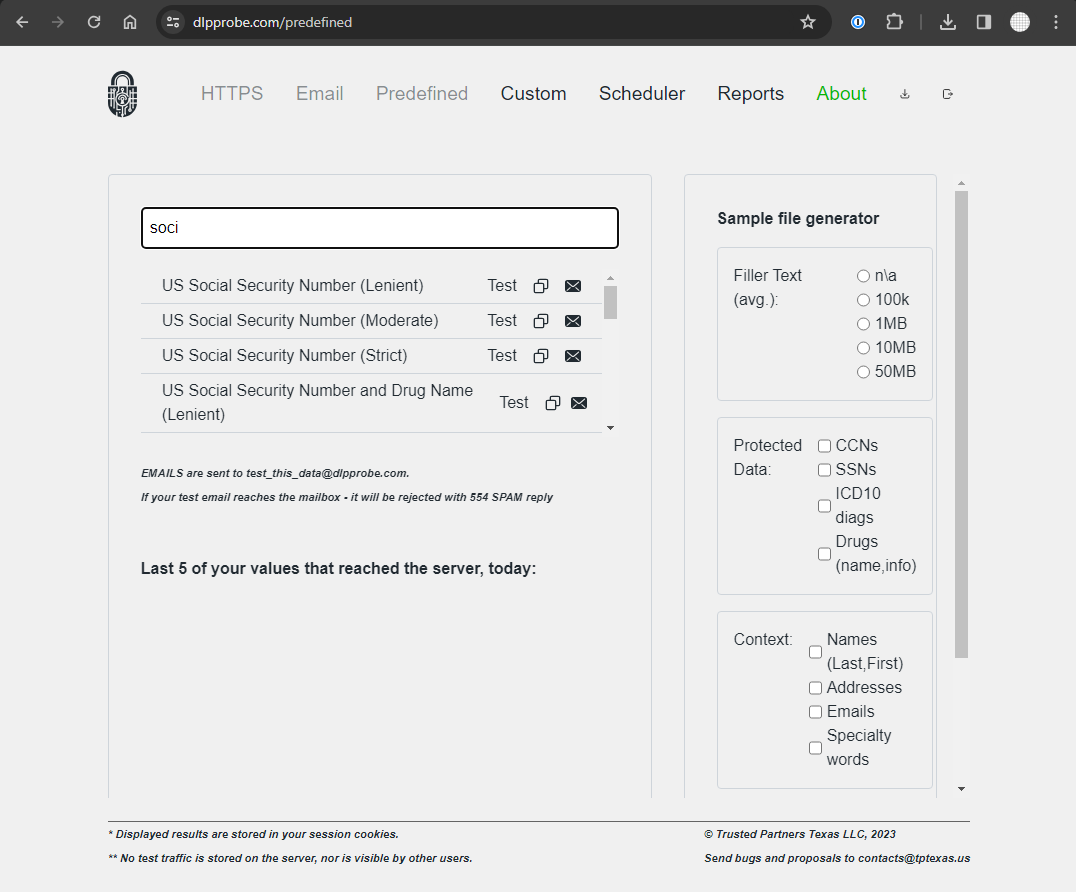 dlpprobe.com/predefined
HTTPS Email Predefined Custom Scheduler Reports About
soci
US Social Security Number (Lenient) Test
US Social Security Number (Moderate) Test
US Social Security Number (Strict) Test
US Social Security Number and Drug Name
(Lenient) Test
EMAILS are sent to test_this_data@dlpprobe.com.
If your test email reaches the mailbox - it will be rejected with 554 SPAM reply
Last 5 of your values that reached the server, today:
Sample file generator
Filler Text
(avg.):
n\a
100k
1MB
10MB
50MB
Protected
Data:
CCNs
SSNs
ICD10
diags
Drugs
(name,info)
Context:
Names
(Last,First)
Addresses
Emails
Specialty
words
* Displayed results are stored in your session cookies.
** No test traffic is stored on the server, nor is visible by other users.
© Trusted Partners Texas LLC, 2023
Send bugs and proposals to contacts@tptexas.us